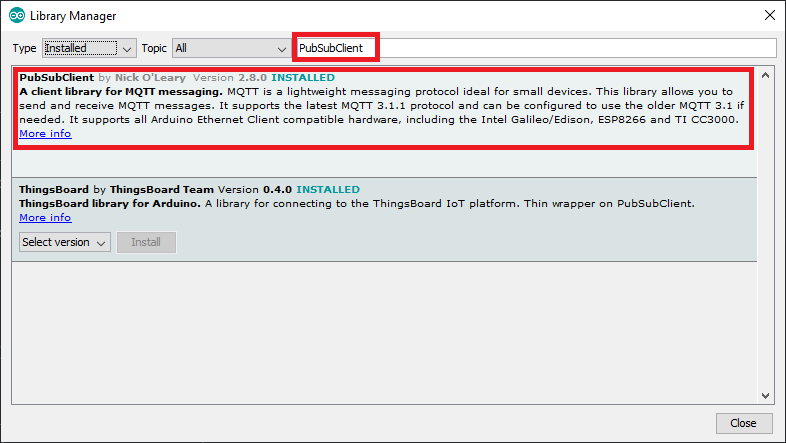 Library Manager
Type Installed Topic All PubSubClient
PubSubClient by Nick O'Leary Version 2.8.0 INSTALLED
A client library for MQTT messaging. MQTT is a lightweight messaging protocol ideal for small devices. This library allows you to
send and receive MQTT messages. It supports the latest MQTT 3.1.1 protocol and can be configured to use the older MQTT 3.1 if
needed. It supports all Arduino Ethernet Client compatible hardware, including the Intel Galileo/Edison, ESP8266 and TI CC3000.
More info
ThingsBoard by ThingsBoard Team Version 0.4.0 INSTALLED
ThingsBoard library for Arduino. A library for connecting to the ThingsBoard IoT platform. Thin wrapper on PubSubClient.
More info
Select version Install
Close